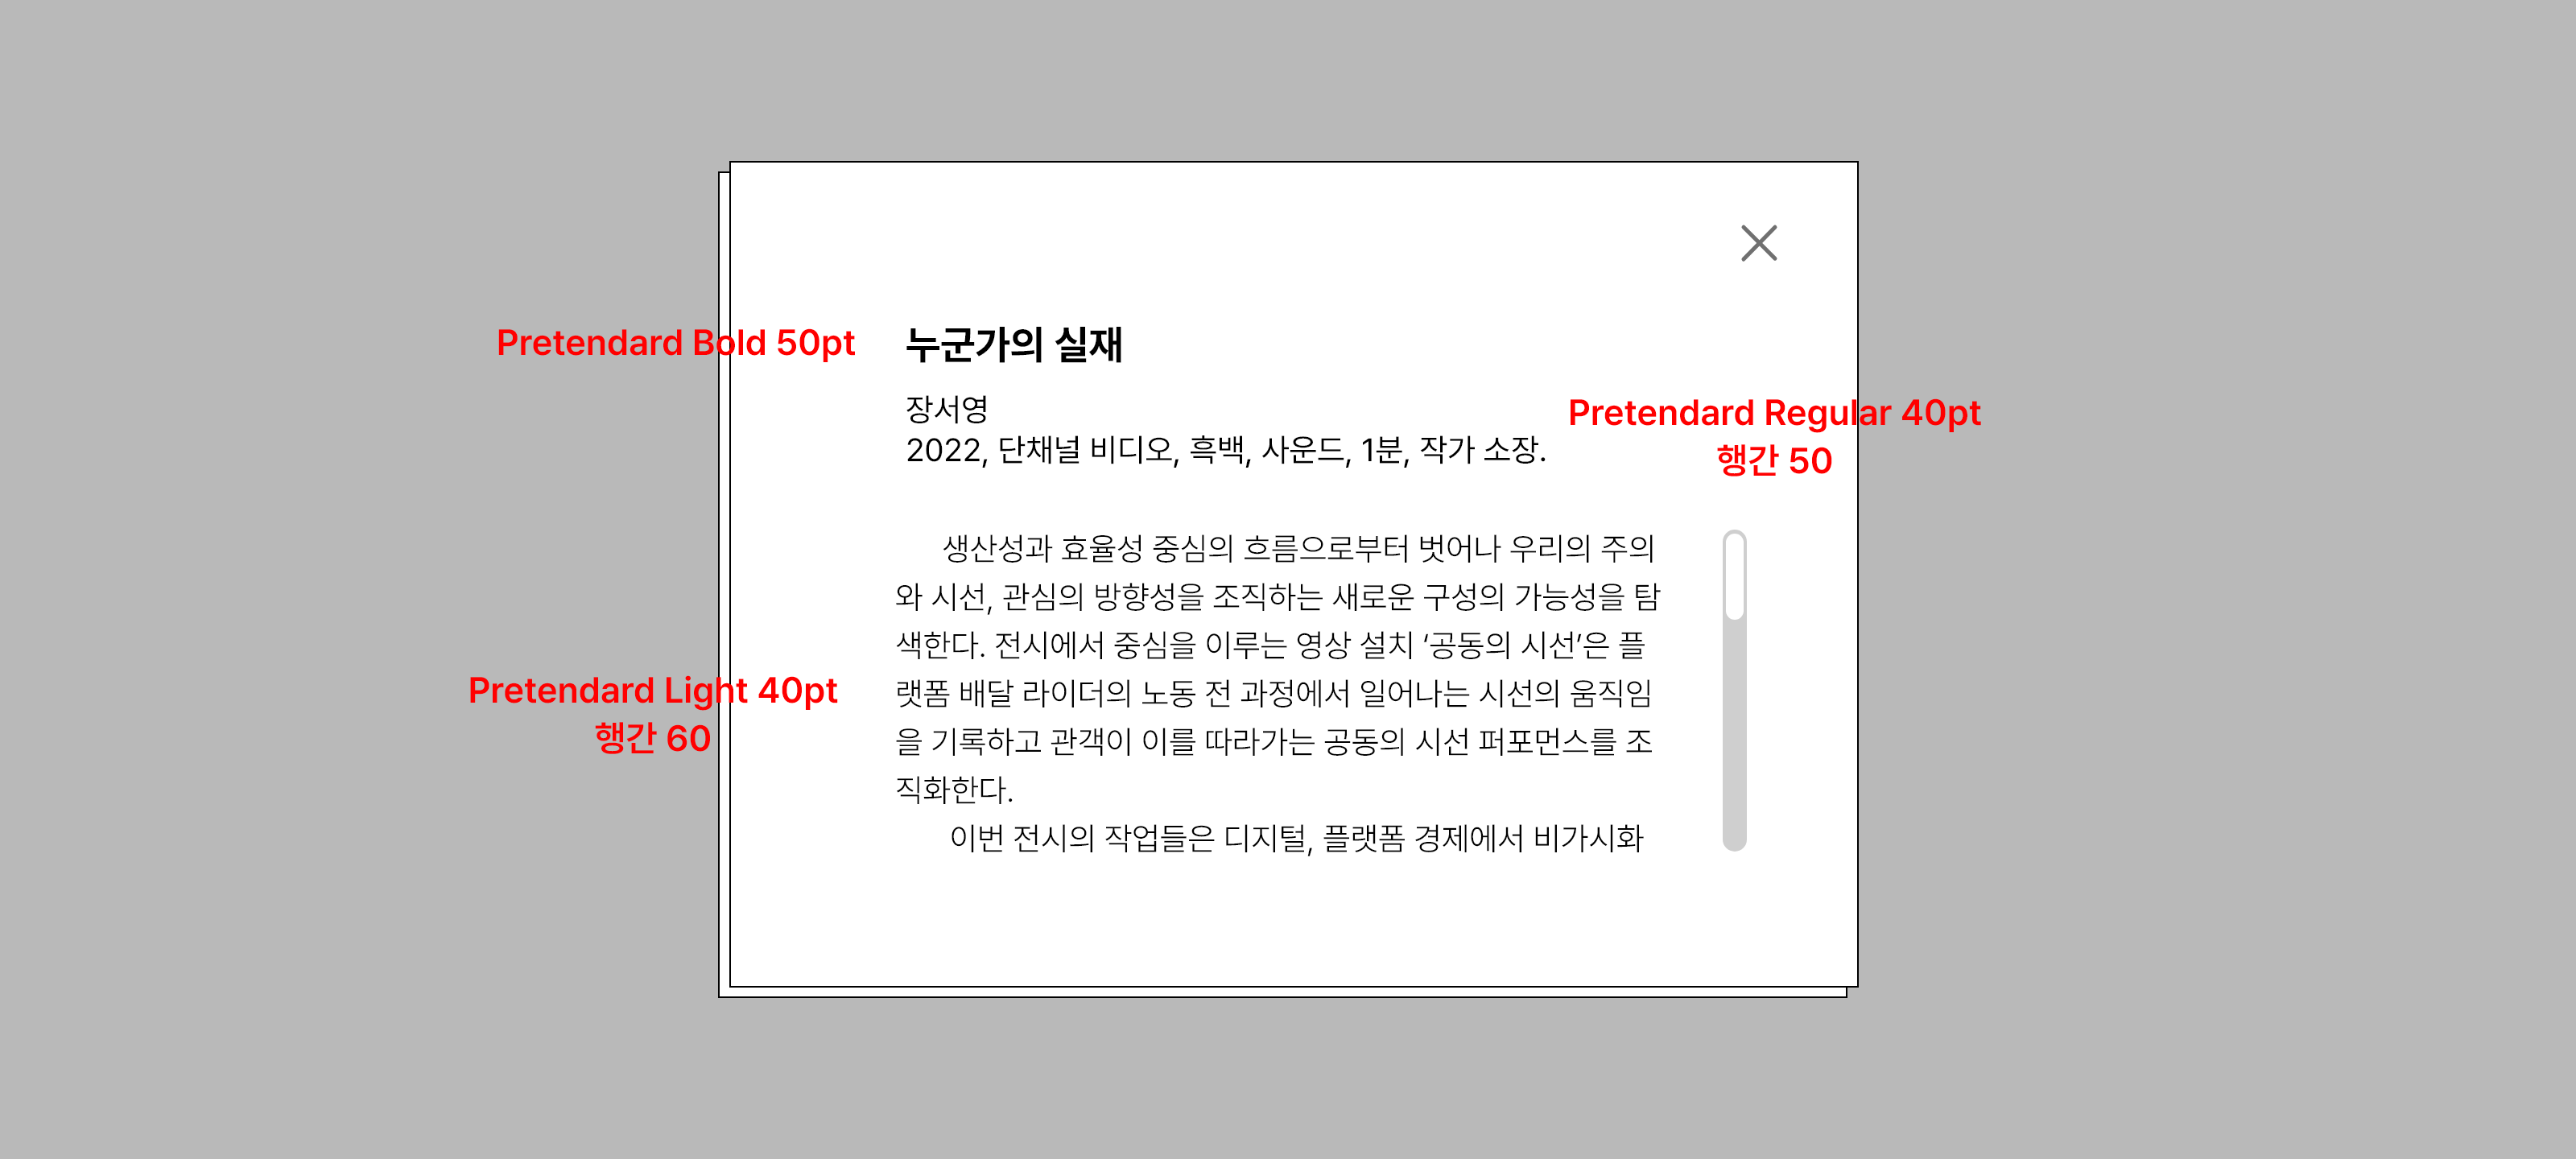 Pretendard Bold 50pt
누군가의 실재
장서영
2022, 단채널 비디오, 흑백, 사운드, 1분, 작가 소장.
Pretendard Regular 40pt
행간 50
생산성과 효율성 중심의 흐름으로부터 벗어나 우리의 주의
와 시선, 관심의 방향성을 조직하는 새로운 구성의 가능성을 탐
색한다. 전시에서 중심을 이루는 영상 설치 ‘공동의 시선’은 플
랫폼 배달 라이더의 노동 전 과정에서 일어나는 시선의 움직임
을 기록하고 관객이 이를 따라가는 공동의 시선 퍼포먼스를 조
직화한다.
이번 전시의 작업들은 디지털, 플랫폼 경제에서 비가시화
Pretendard Light 40pt
행간 60